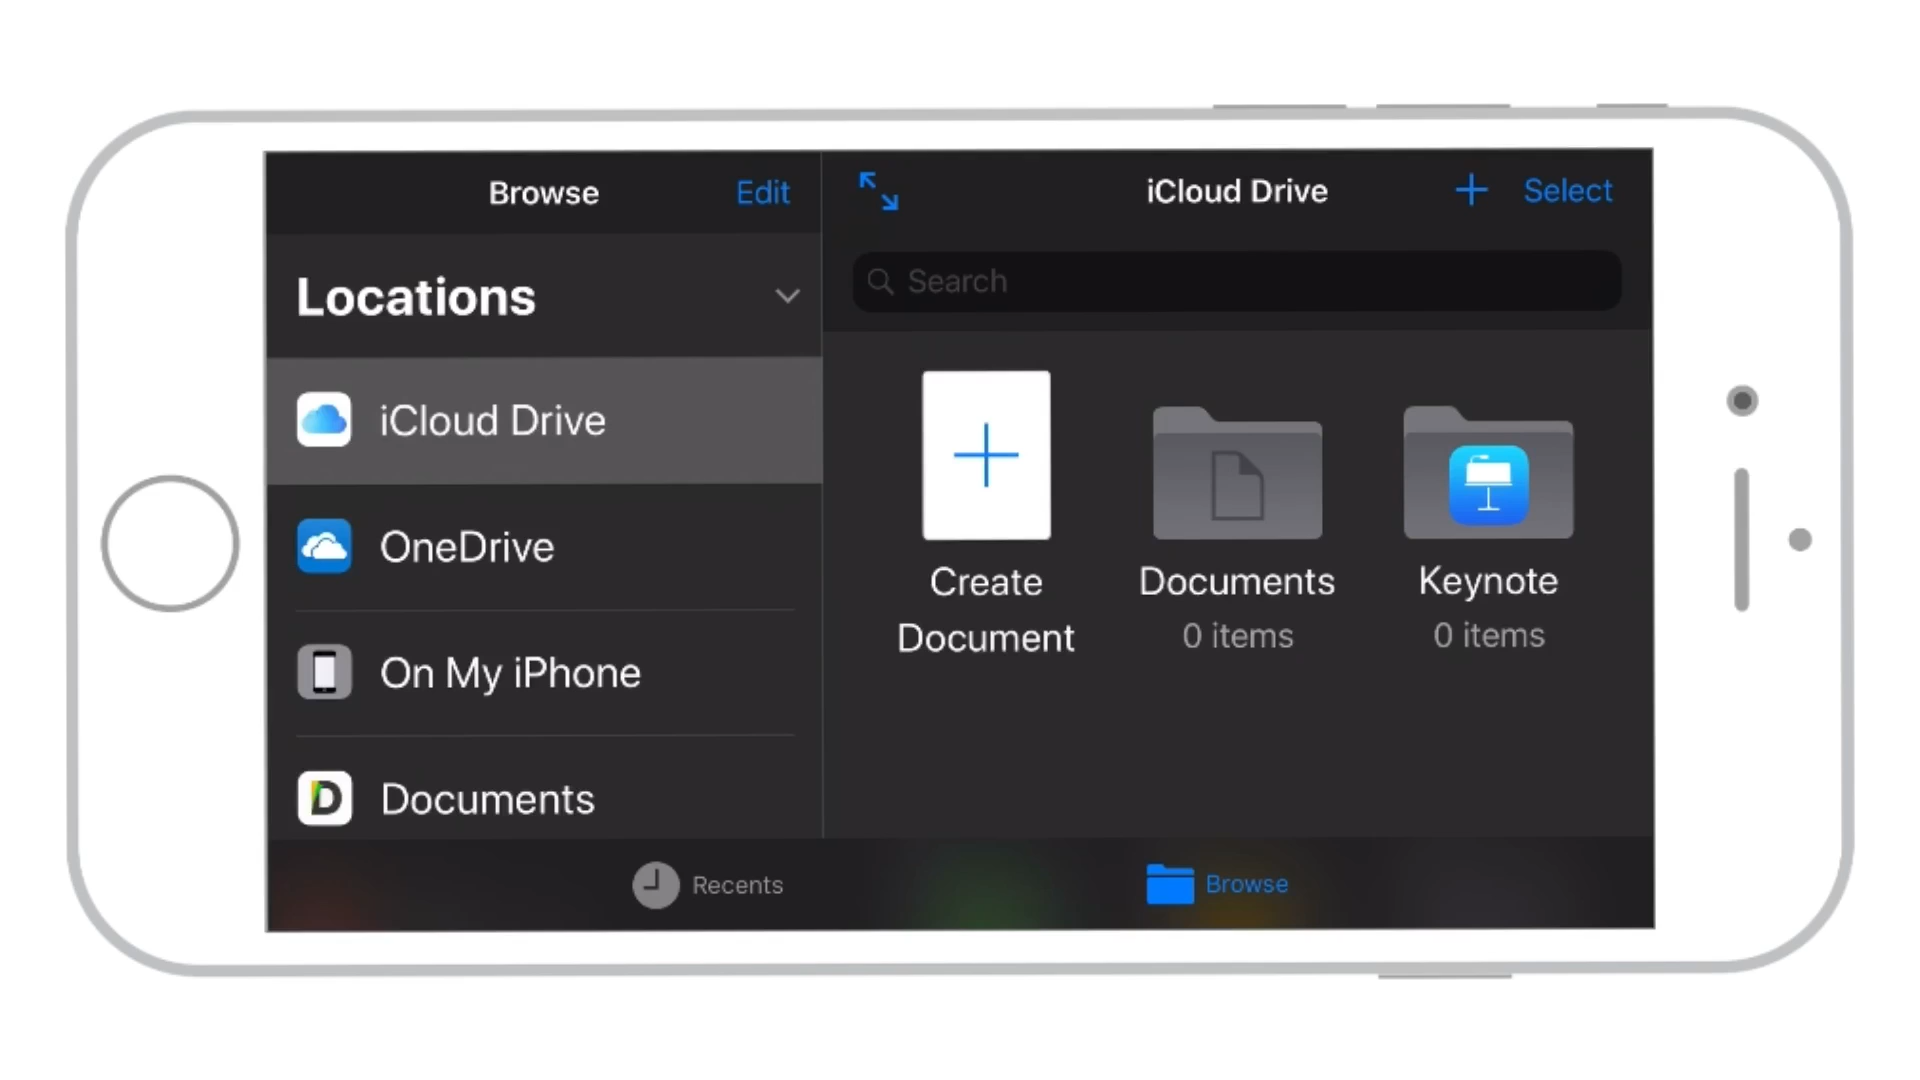 Browse
Edit
Locations
iCloud Drive
OneDrive
On My iPhone
Documents
iCloud Drive
Select
Search
Create
Document
Documents
0 items
Keynote
0 items
Recents
Browse